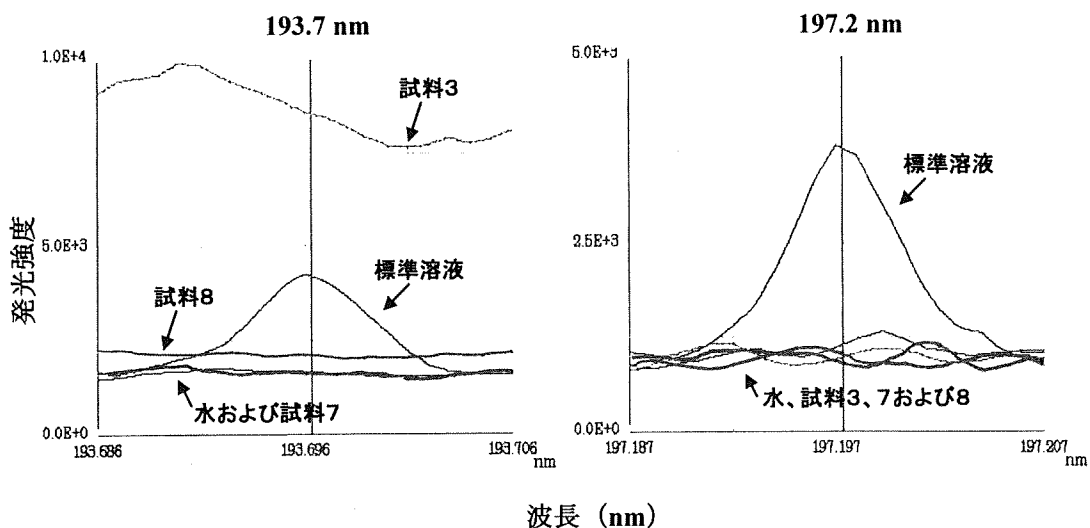 193.7 nm
1.0E+4
試料3
5.0E+3
標準溶液
試料8
水および試料7
0.0E+0
193.686
193.696
193.706
nm
発光強度
197.2 nm
5.0E+3
標準溶液
2.5E+3
水、試料3、7および8
0.0E+0
197.187
197.197
197.207
nm
波長（nm）